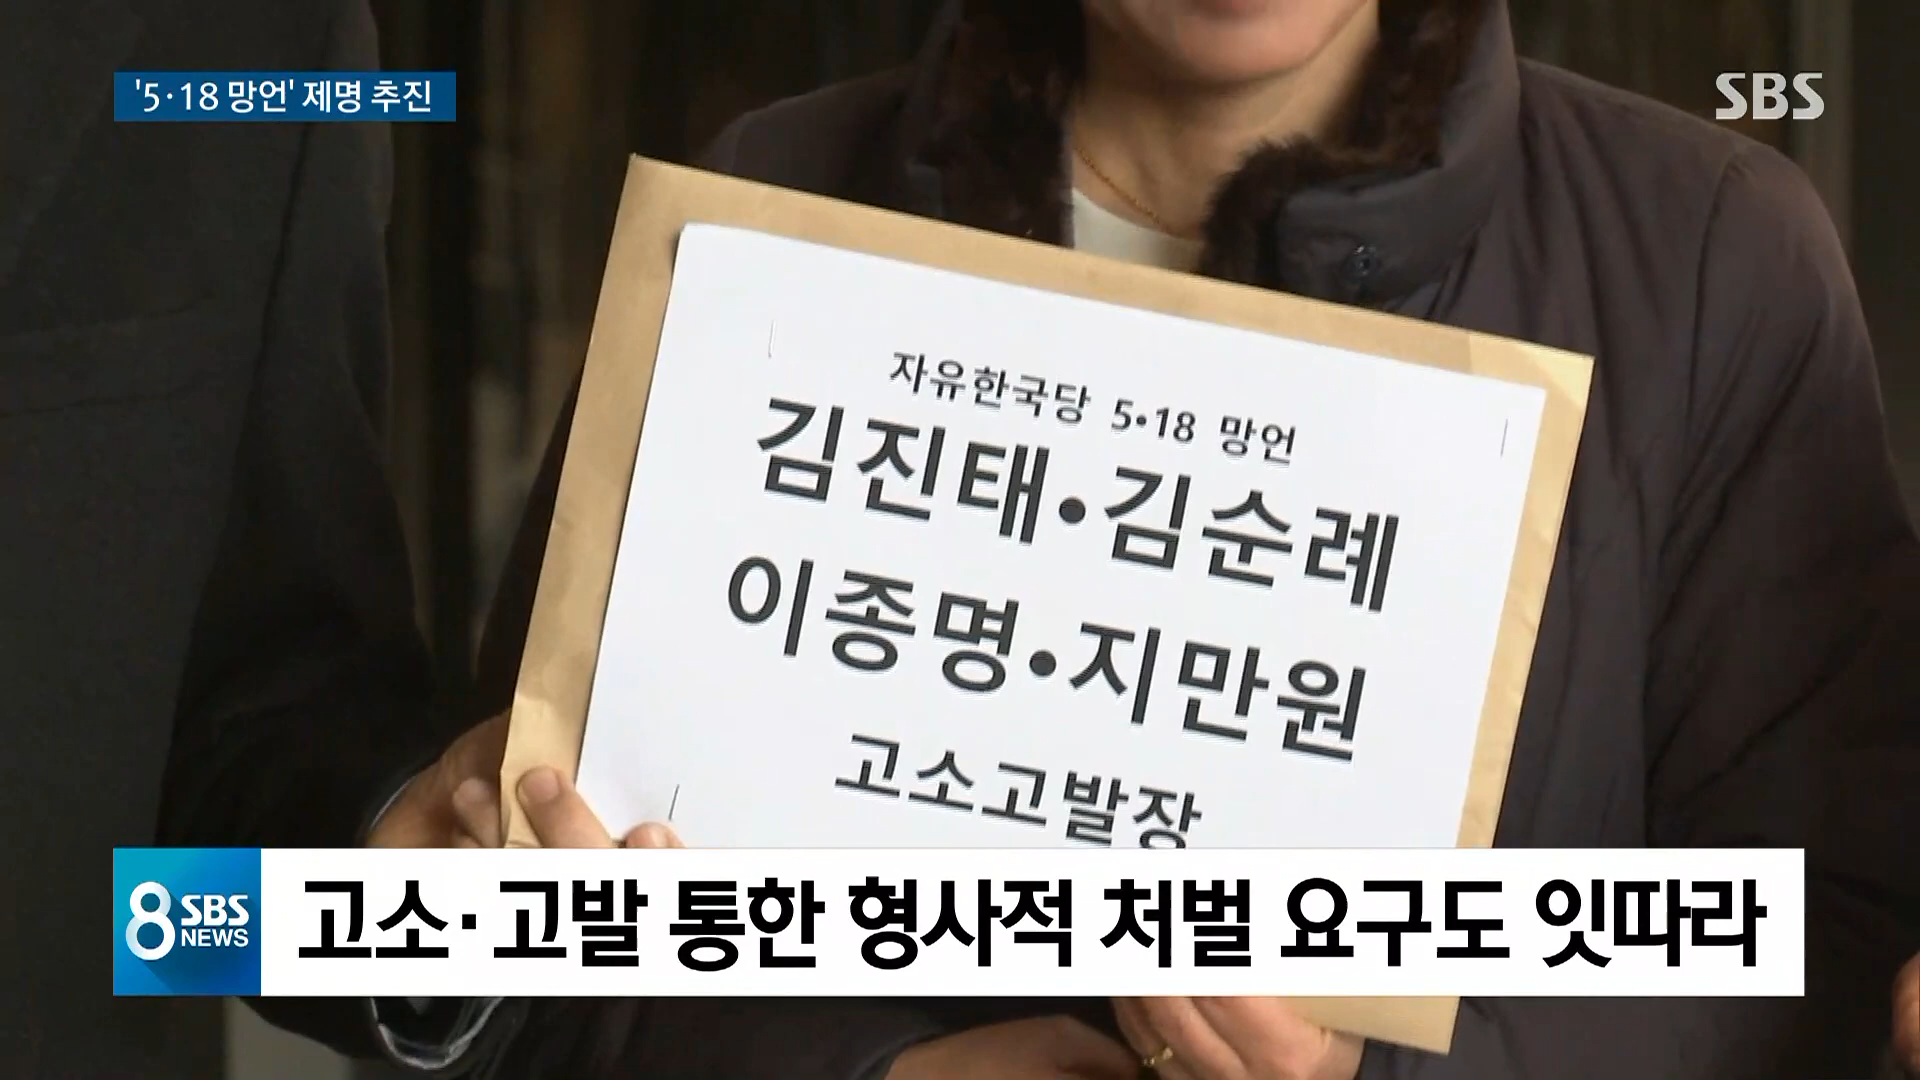 '5·18 망언' 제명 추진
SBS
자유한국당 5·18 망언
김진태·김순례
이종명·지만원
고소고발장
8 SBS NEWS
고소·고발 통한 형사적 처벌 요구도 잇따라